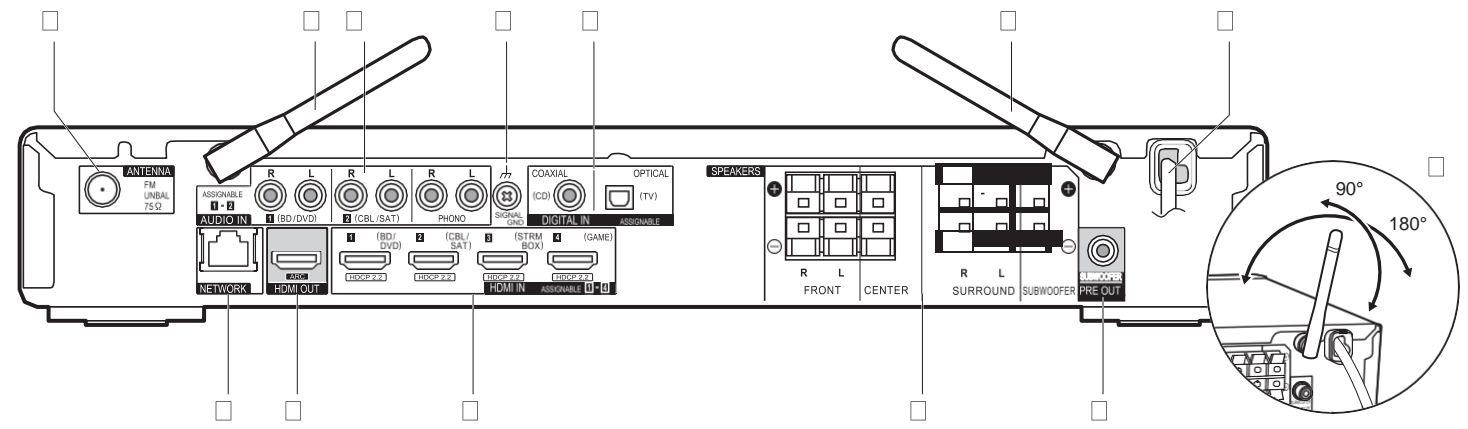 ANTENNA
FM
UNBAL
75Ω
ASSIGNABLE
1 - 2
AUDIO IN
R L R L R L
1 (BD/DVD) 2 (CBL/SAT) PHONO
SIGNAL
GND
COAXIAL OPTICAL
(CD) (TV)
DIGITAL IN ASSIGNABLE
SPEAKERS
90°
180°
NETWORK
ARC
HDMI OUT
1 (BD/
DVD) 2 (CBL/
SAT) 3 (STRM
BOX) 4 (GAME)
HDCP 2.2 HDCP 2.2 HDCP 2.2 HDCP 2.2
HDMI IN ASSIGNABLE 1 - 4
R L
FRONT CENTER
R L
SURROUND SUBWOOFER
SUBWOOFER
PRE OUT